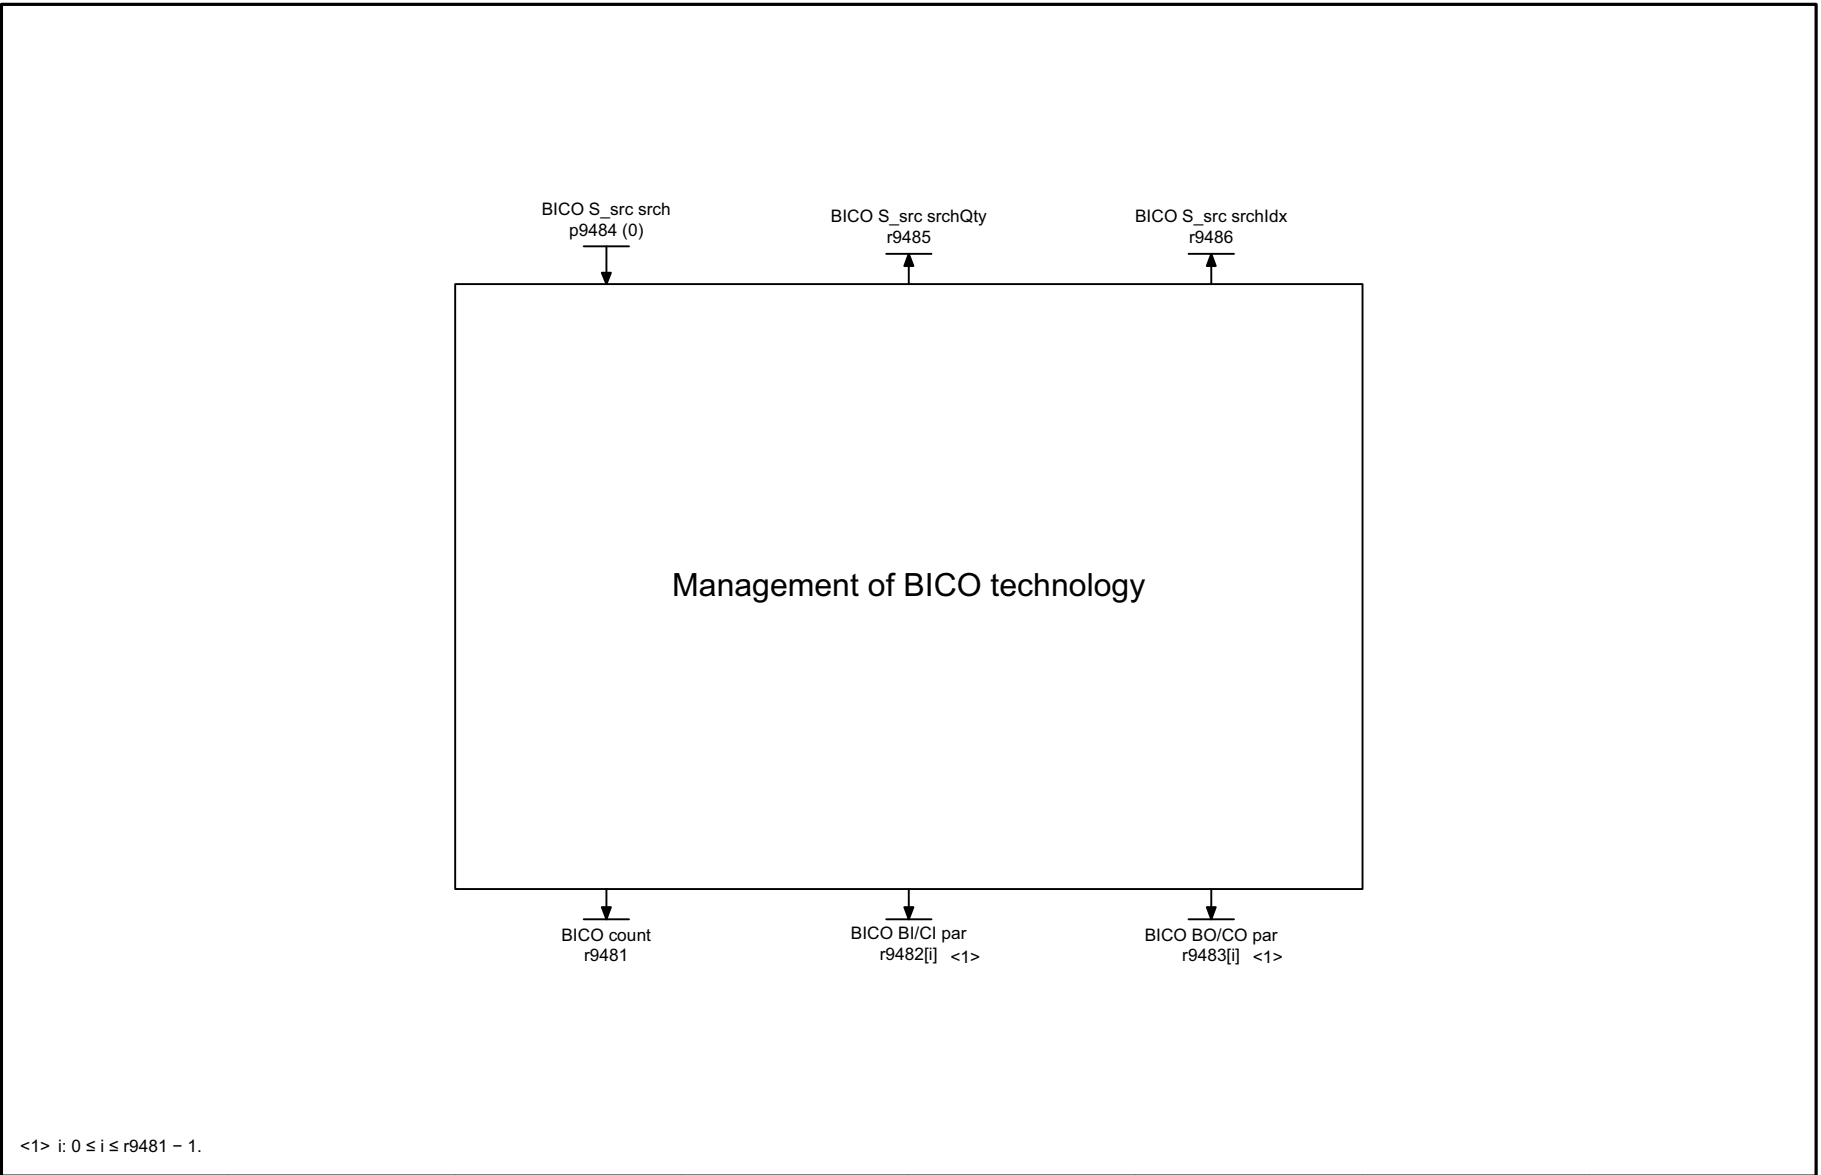 BICO S_src srch
p9484 (0)
BICO S_src srchQty
r9485
BICO S_src srchIdx
r9486
Management of BICO technology
BICO count
r9481
BICO BI/CI par
r9482[i] <1>
BICO BO/CO par
r9483[i] <1>
<1> i: 0 ≤ i ≤ r9481 − 1.